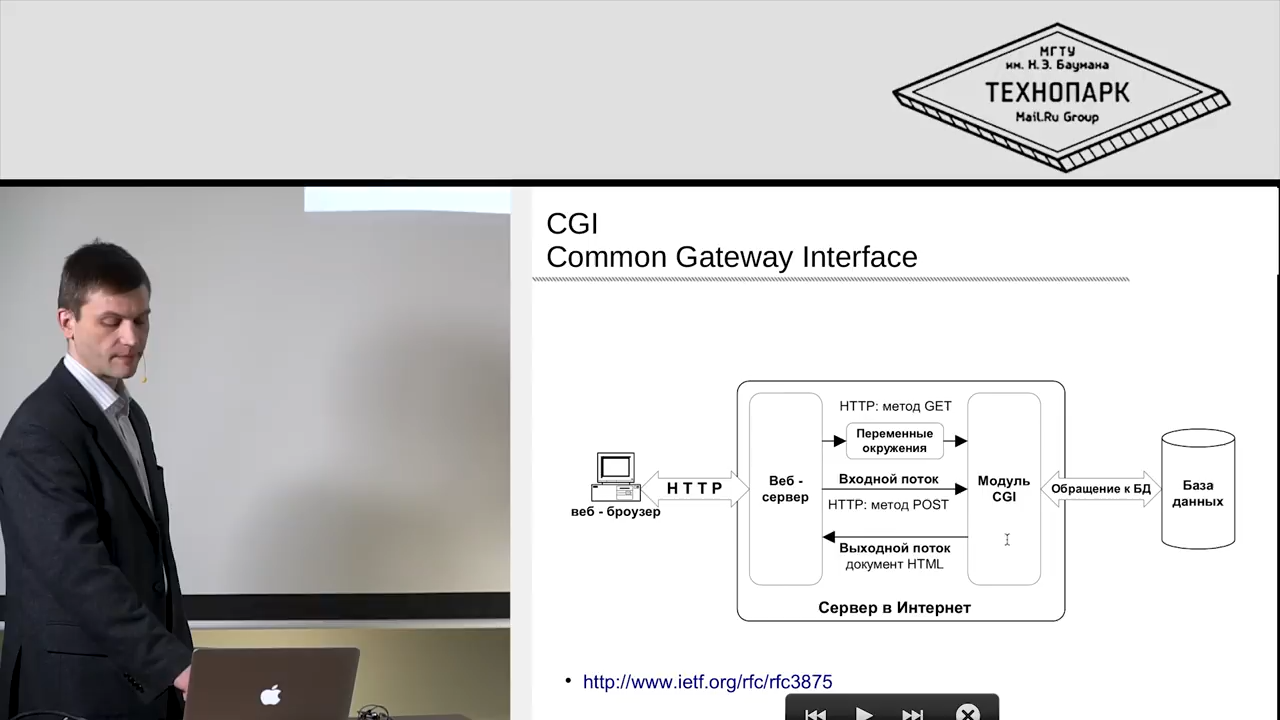 МГТУ
им. Н.Э. Баумана
ТЕХНОПАРК
Mail.Ru Group
CGI
Common Gateway Interface
HTTP: метод GET
Переменные
окружения
Входной поток
HTTP: метод POST
Выходной поток
документ HTML
веб - броузер
HTTP
Веб -
сервер
Модуль
CGI
Обращение к БД
База
данных
Сервер в Интернет
• http://www.ietf.org/rfc/rfc3875